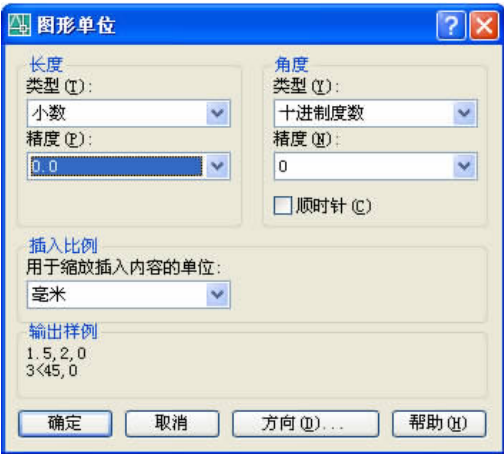 图形单位
长度
类型(T):
小数
精度(P):
0.0
角度
类型(Y):
十进制度数
精度(N):
0
顺时针(C)
插入比例
用于缩放插入内容的单位:
毫米
输出样例
1.5,2,0
3<45,0
确定 取消 方向(D)... 帮助(H)